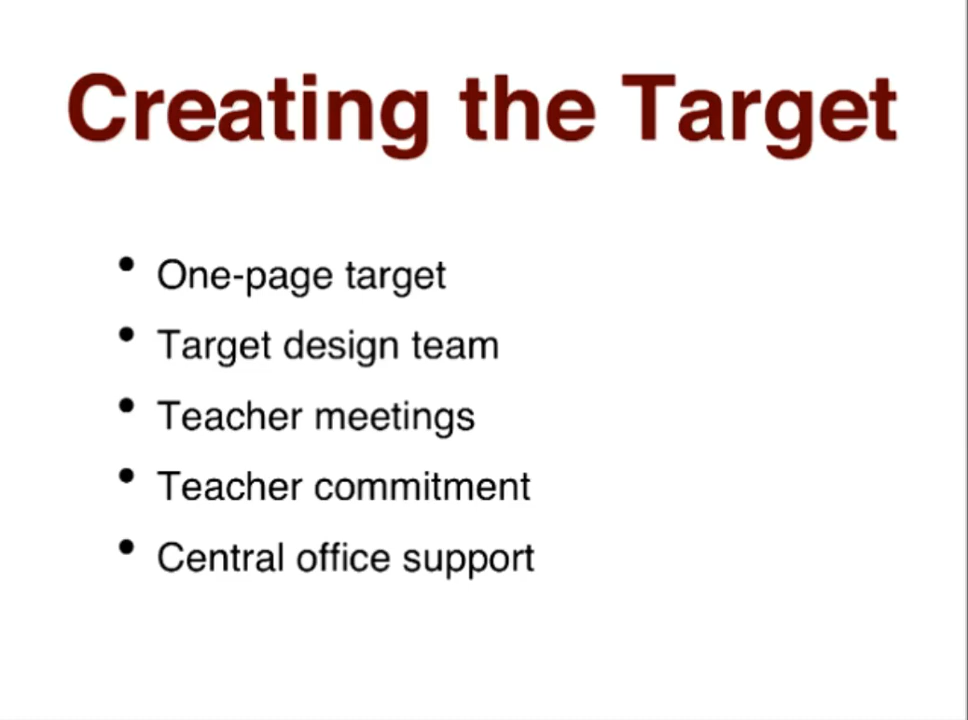 Creating the Target
• One-page target
• Target design team
• Teacher meetings
• Teacher commitment
• Central office support